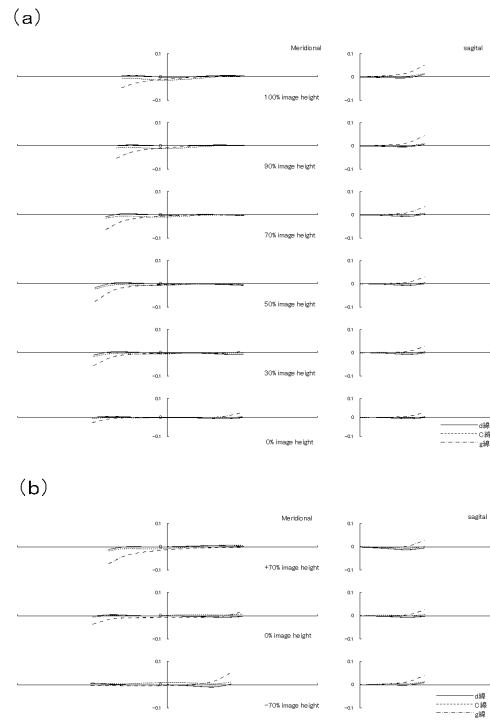 (a)
Meridional sagital
0.1 0.1
0 0
-0.1 -0.1
100% image height
0.1 0.1
0 0
-0.1 -0.1
90% image height
0.1 0.1
0 0
-0.1 -0.1
70% image height
0.1 0.1
0 0
-0.1 -0.1
50% image height
0.1 0.1
0 0
-0.1 -0.1
30% image height
0.1 0.1
0 0
-0.1 -0.1
0% image height
d線
C線
g線
(b)
Meridional sagital
0.1 0.1
0 0
-0.1 -0.1
+70% image height
0.1 0.1
0 0
-0.1 -0.1
0% image height
0.1 0.1
0 0
-0.1 -0.1
-70% image height
d線
C線
g線